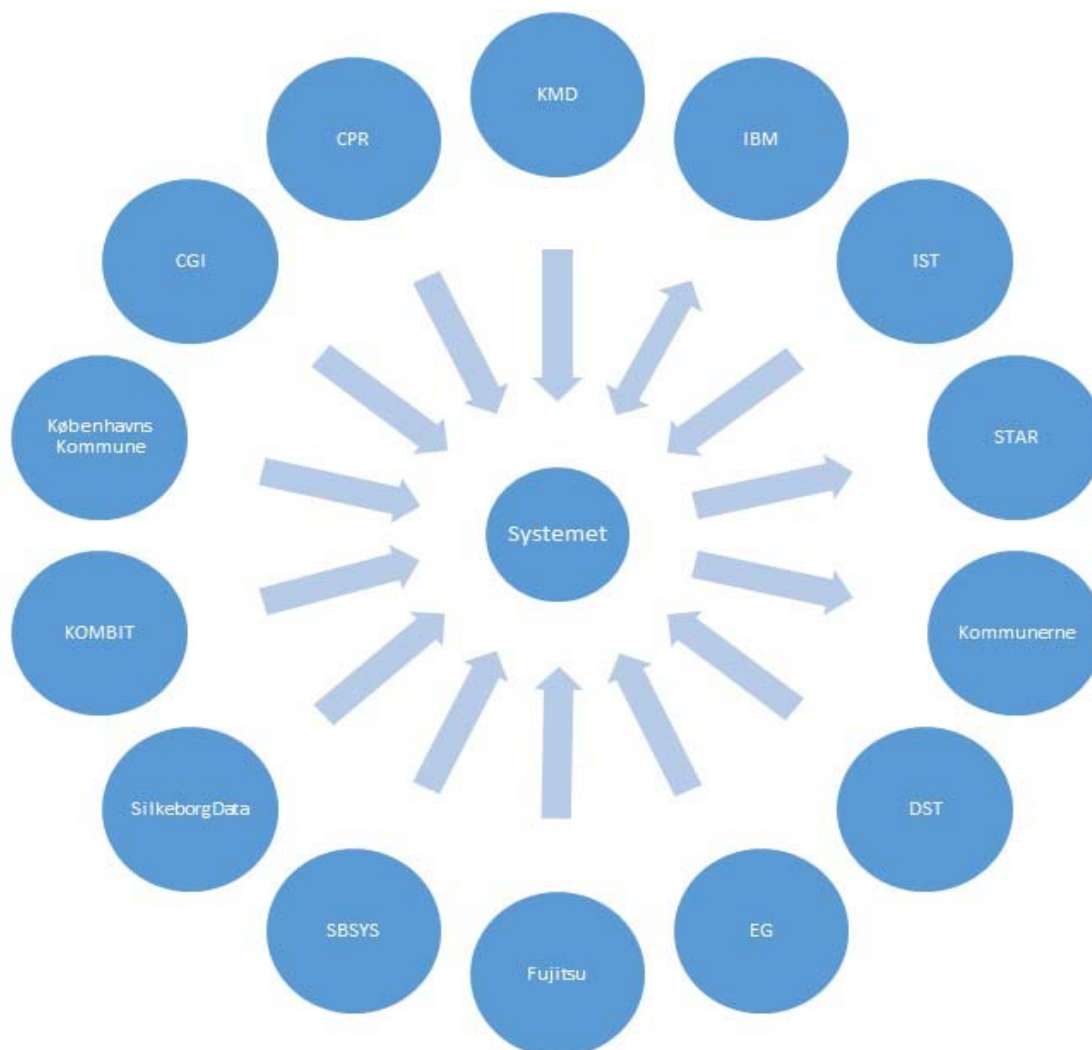 KMD
IBM
IST
STAR
Kommunerne
DST
EG
Fujitsu
SBSYS
SilkeborgData
KOMBIT
Københavns
Kommune
CGI
CPR
Systemet